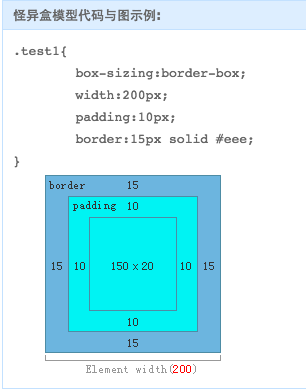 怪异盒模型代码与图示例:
.test1{
box-sizing:border-box;
width:200px;
padding:10px;
border:15px solid #eee;
}
border 15
padding 10
15 10 150 x 20 10 15
10
15
Element width(200)